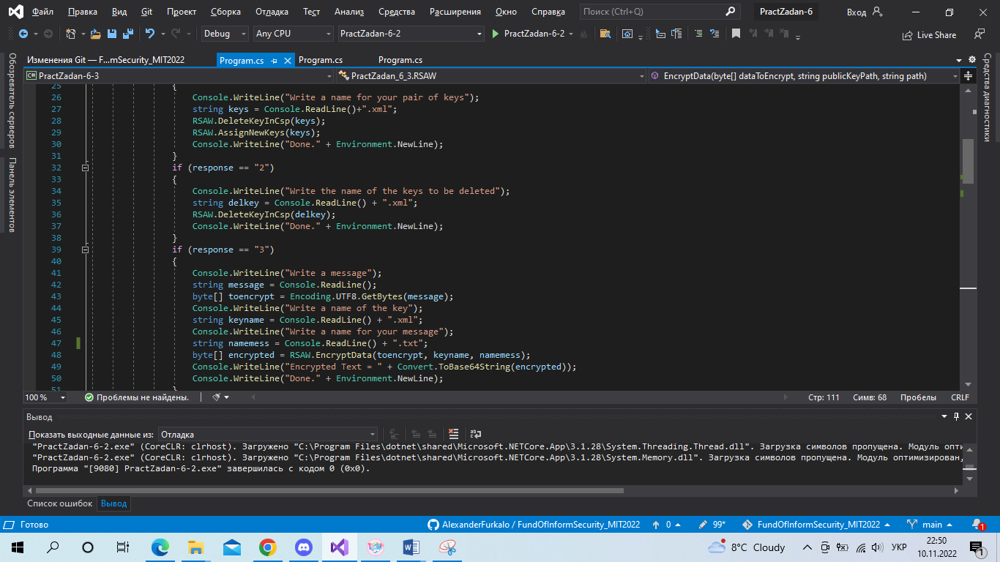 Файл Правка Вид Git Проект Сборка Отладка Тест Анализ Средства Расширения Окно Справка Поиск (Ctrl+Q) PractZadan-6 Вход
Debug Any CPU PractZadan-6-2 PractZadan-6-2 Live Share
Обозреватель серверов
Панель элементов
Средства диагностики
Изменения Git — F...mSecurity_MIT2022 Program.cs Program.cs Program.cs
C# PractZadan-6-3 PractZadan_6_3.RSAW EncryptData(byte[] dataToEncrypt, string publicKeyPath, string path)
25 {
26 Console.WriteLine("Write a name for your pair of keys");
27 string keys = Console.ReadLine()+".xml";
28 RSAW.DeleteKeyInCsp(keys);
29 RSAW.AssignNewKeys(keys);
30 Console.WriteLine("Done." + Environment.NewLine);
31 }
32 if (response == "2")
33 {
34 Console.WriteLine("Write the name of the keys to be deleted");
35 string delkey = Console.ReadLine() + ".xml";
36 RSAW.DeleteKeyInCsp(delkey);
37 Console.WriteLine("Done." + Environment.NewLine);
38 }
39 if (response == "3")
40 {
41 Console.WriteLine("Write a message");
42 string message = Console.ReadLine();
43 byte[] toencrypt = Encoding.UTF8.GetBytes(message);
44 Console.WriteLine("Write a name of the key");
45 string keyname = Console.ReadLine() + ".xml";
46 Console.WriteLine("Write a name for your message");
47 string namemess = Console.ReadLine() + ".txt";
48 byte[] encrypted = RSAW.EncryptData(toencrypt, keyname, namemess);
49 Console.WriteLine("Encrypted Text = " + Convert.ToBase64String(encrypted));
50 Console.WriteLine("Done." + Environment.NewLine);
51 }
100 % Проблемы не найдены. Стр: 111 Симв: 68 Пробелы CRLF
Вывод
Показать выходные данные из: Отладка
"PractZadan-6-2.exe" (CoreCLR: clrhost). Загружено "C:\Program Files\dotnet\shared\Microsoft.NETCore.App\3.1.28\System.Threading.Thread.dll". Загрузка символов пропущена. Модуль опти
"PractZadan-6-2.exe" (CoreCLR: clrhost). Загружено "C:\Program Files\dotnet\shared\Microsoft.NETCore.App\3.1.28\System.Memory.dll". Загрузка символов пропущена. Модуль оптимизирован,
Программа "[9080] PractZadan-6-2.exe" завершилась с кодом 0 (0x0).
Список ошибок Вывод
Готово AlexanderFurkalo / FundOfInformSecurity_MIT2022 0 99* FundOfInformSecurity_MIT2022 main 1
8°C Cloudy УКР 22:50
10.11.2022 1